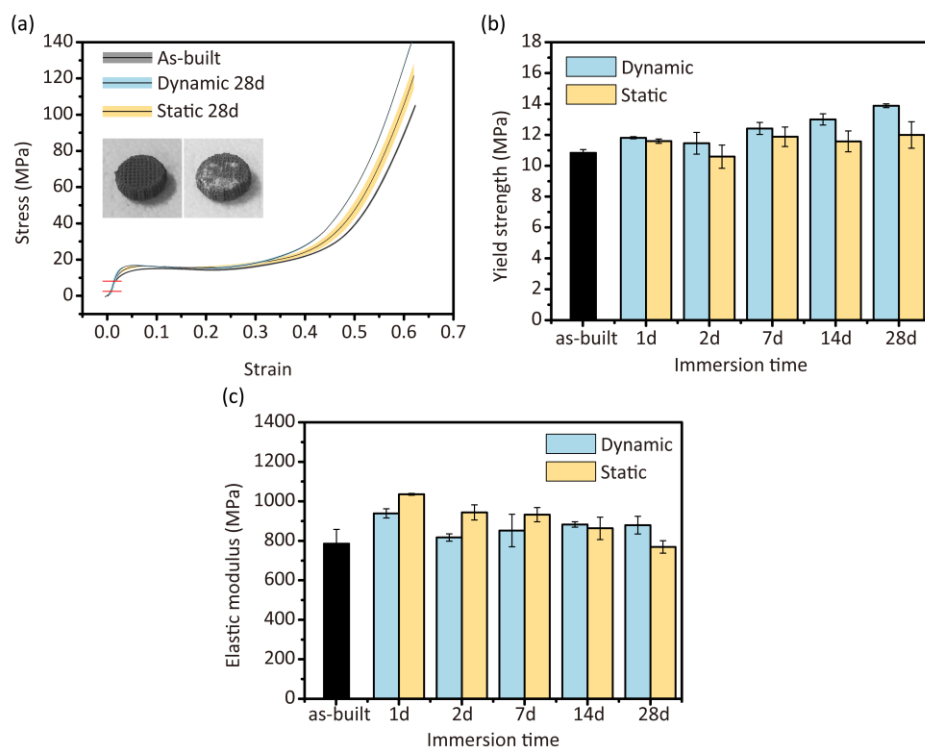 (a)
140
120
100
80
60
40
20
0
Stress (MPa)
As-built
Dynamic 28d
Static 28d
0.0 0.1 0.2 0.3 0.4 0.5 0.6 0.7
Strain
(b)
18
16
14
12
10
8
6
4
2
0
Yield strength (MPa)
Dynamic
Static
as-built 1d 2d 7d 14d 28d
Immersion time
(c)
1400
1200
1000
800
600
400
200
0
Elastic modulus (MPa)
Dynamic
Static
as-built 1d 2d 7d 14d 28d
Immersion time